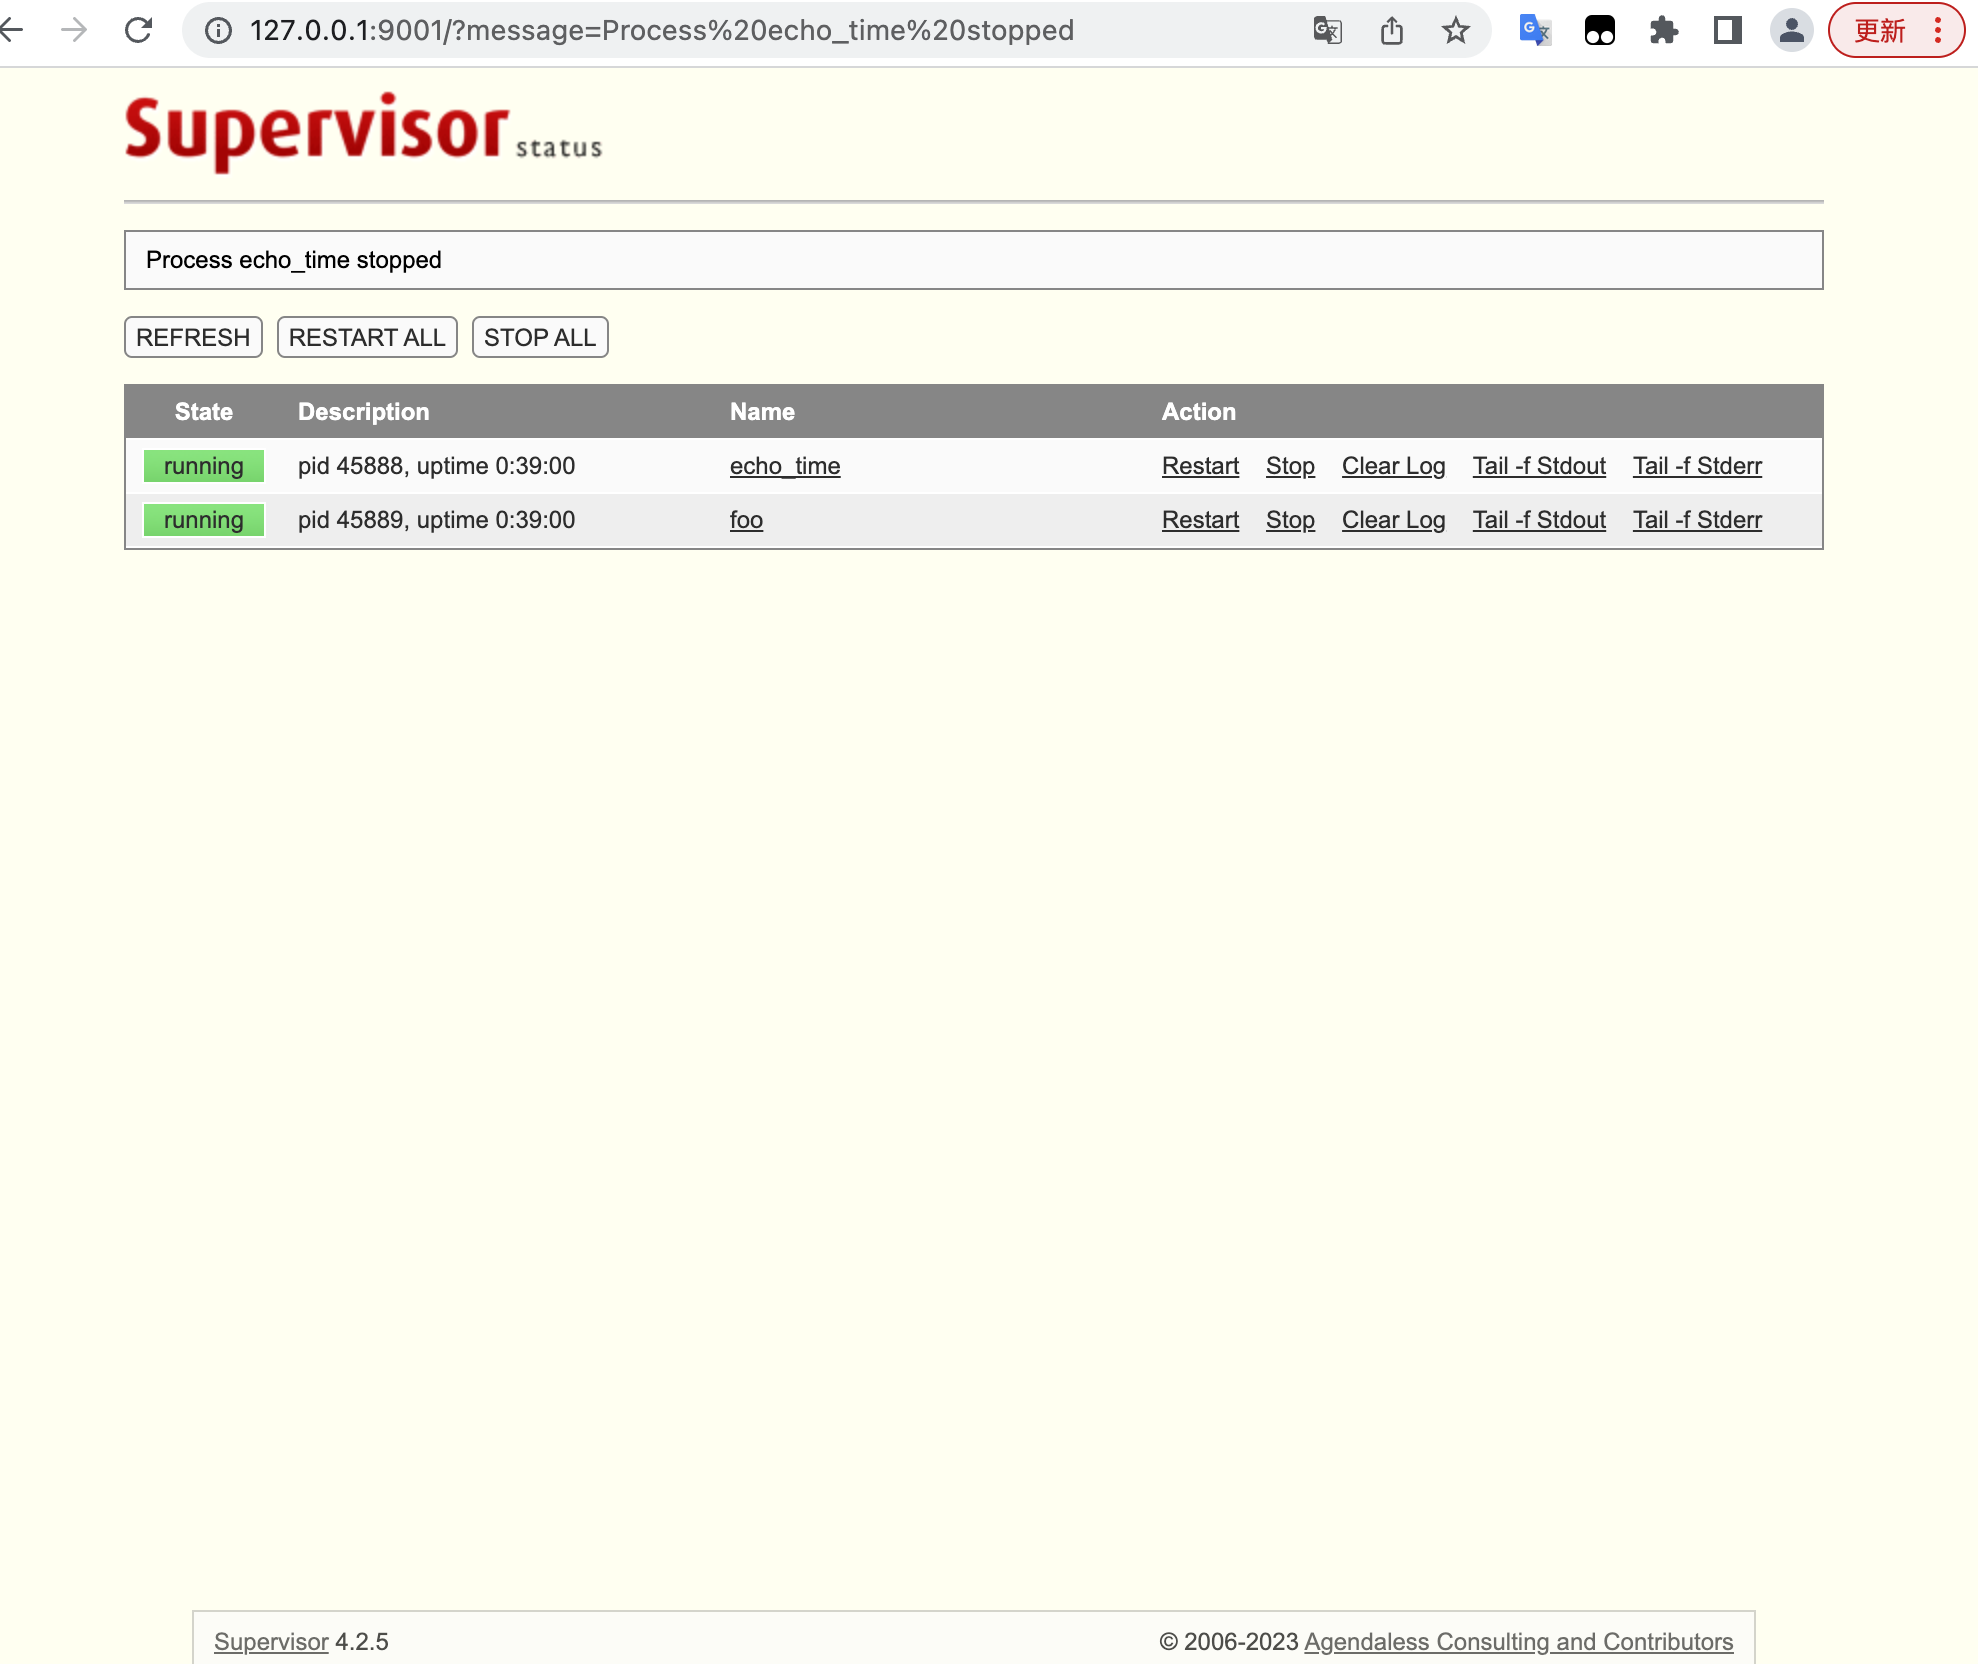 127.0.0.1:9001/?message=Process%20echo_time%20stopped 更新
Supervisor status
Process echo_time stopped
REFRESH RESTART ALL STOP ALL
State Description Name Action
running pid 45888, uptime 0:39:00 echo_time Restart Stop Clear Log Tail -f Stdout Tail -f Stderr
running pid 45889, uptime 0:39:00 foo Restart Stop Clear Log Tail -f Stdout Tail -f Stderr
Supervisor 4.2.5 © 2006-2023 Agendaless Consulting and Contributors